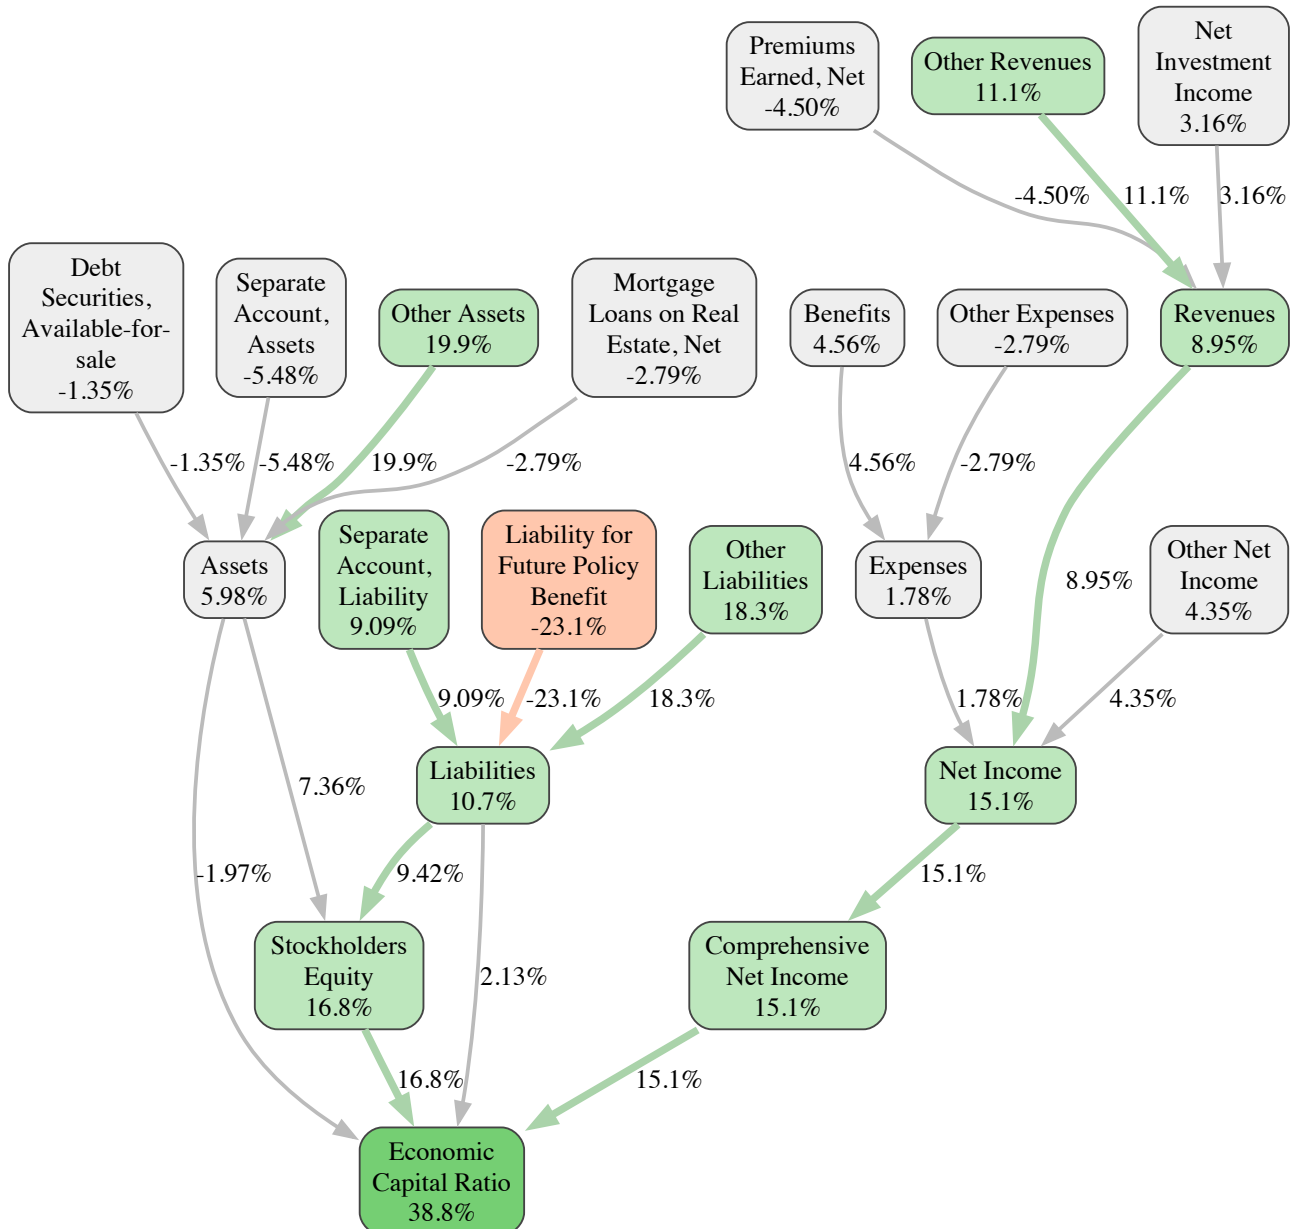 Premiums
Earned, Net
-4.50%
Other Revenues
11.1%
Net
Investment
Income
3.16%
-4.50%
11.1%
3.16%
Debt
Securities,
Available-for-
sale
-1.35%
Separate
Account,
Assets
-5.48%
Other Assets
19.9%
Mortgage
Loans on Real
Estate, Net
-2.79%
Benefits
4.56%
Other Expenses
-2.79%
Revenues
8.95%
-1.35%
-5.48%
19.9%
-2.79%
4.56%
-2.79%
Assets
5.98%
Separate
Account,
Liability
9.09%
Liability for
Future Policy
Benefit
-23.1%
Other
Liabilities
18.3%
Expenses
1.78%
8.95%
Other Net
Income
4.35%
9.09%
-23.1%
18.3%
1.78%
4.35%
7.36%
Liabilities
10.7%
Net Income
15.1%
-1.97%
9.42%
15.1%
Stockholders
Equity
16.8%
2.13%
Comprehensive
Net Income
15.1%
16.8%
15.1%
Economic
Capital Ratio
38.8%